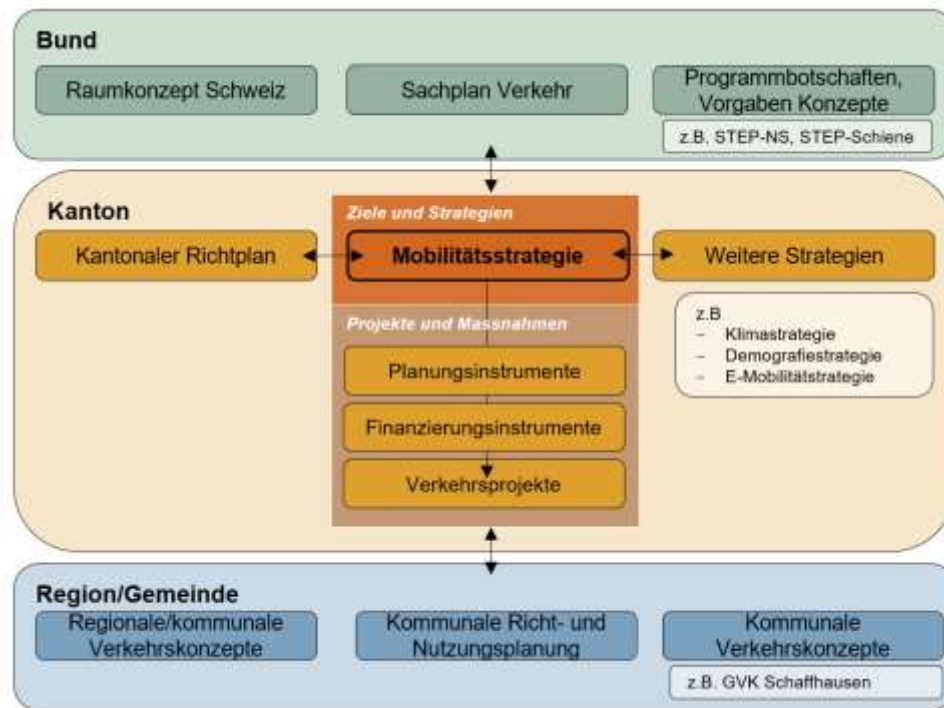 Bund
Raumkonzept Schweiz
Sachplan Verkehr
Programmbotschaften,
Vorgaben Konzepte
z.B. STEP-NS, STEP-Schiene
Kanton
Ziele und Strategien
Kantonaler Richtplan
Mobilitätsstrategie
Weitere Strategien
z.B
– Klimastrategie
– Demografiestrategie
– E-Mobilitätstrategie
Projekte und Massnahmen
Planungsinstrumente
Finanzierungsinstrumente
Verkehrsprojekte
Region/Gemeinde
Regionale/kommunale
Verkehrskonzepte
Kommunale Richt- und
Nutzungsplanung
Kommunale
Verkehrskonzepte
z.B. GVK Schaffhausen